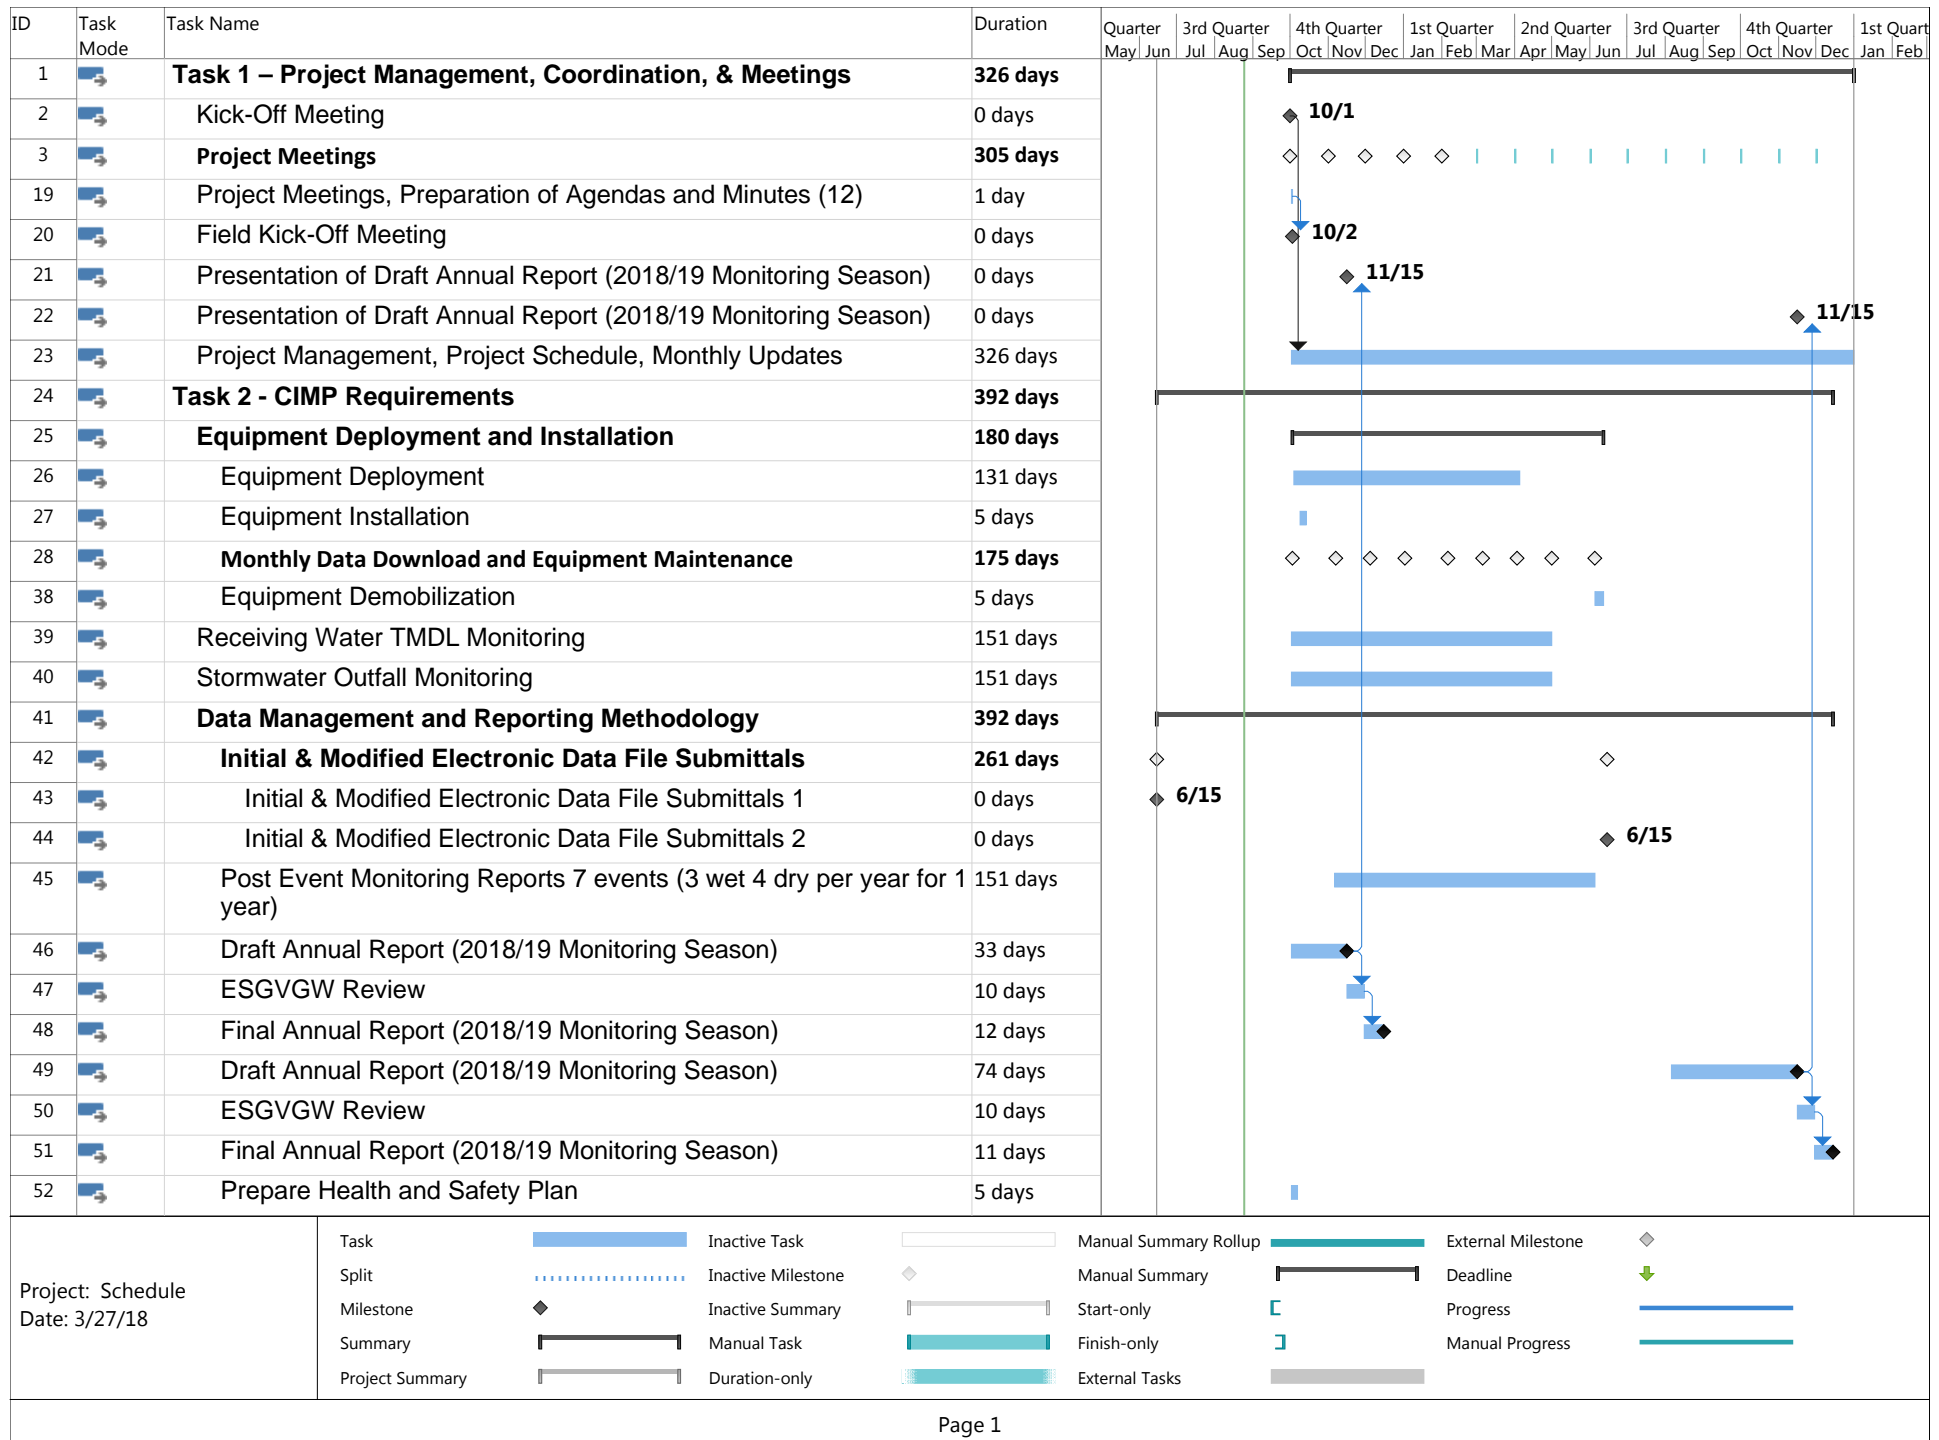 ID Task Mode Task Name Duration
Quarter 3rd Quarter 4th Quarter 1st Quarter 2nd Quarter 3rd Quarter 4th Quarter 1st Quart
May Jun Jul Aug Sep Oct Nov Dec Jan Feb Mar Apr May Jun Jul Aug Sep Oct Nov Dec Jan Feb
1 Task 1 – Project Management, Coordination, & Meetings 326 days
2 Kick-Off Meeting 0 days 10/1
3 Project Meetings 305 days
19 Project Meetings, Preparation of Agendas and Minutes (12) 1 day
20 Field Kick-Off Meeting 0 days 10/2
21 Presentation of Draft Annual Report (2018/19 Monitoring Season) 0 days 11/15
22 Presentation of Draft Annual Report (2018/19 Monitoring Season) 0 days 11/15
23 Project Management, Project Schedule, Monthly Updates 326 days
24 Task 2 - CIMP Requirements 392 days
25 Equipment Deployment and Installation 180 days
26 Equipment Deployment 131 days
27 Equipment Installation 5 days
28 Monthly Data Download and Equipment Maintenance 175 days
38 Equipment Demobilization 5 days
39 Receiving Water TMDL Monitoring 151 days
40 Stormwater Outfall Monitoring 151 days
41 Data Management and Reporting Methodology 392 days
42 Initial & Modified Electronic Data File Submittals 261 days
43 Initial & Modified Electronic Data File Submittals 1 0 days 6/15
44 Initial & Modified Electronic Data File Submittals 2 0 days 6/15
45 Post Event Monitoring Reports 7 events (3 wet 4 dry per year for 1 151 days
year)
46 Draft Annual Report (2018/19 Monitoring Season) 33 days
47 ESGVGW Review 10 days
48 Final Annual Report (2018/19 Monitoring Season) 12 days
49 Draft Annual Report (2018/19 Monitoring Season) 74 days
50 ESGVGW Review 10 days
51 Final Annual Report (2018/19 Monitoring Season) 11 days
52 Prepare Health and Safety Plan 5 days
Project: Schedule
Date: 3/27/18
Task Inactive Task Manual Summary Rollup External Milestone
Split Inactive Milestone Manual Summary Deadline
Milestone Inactive Summary Start-only Progress
Summary Manual Task Finish-only Manual Progress
Project Summary Duration-only External Tasks
Page 1